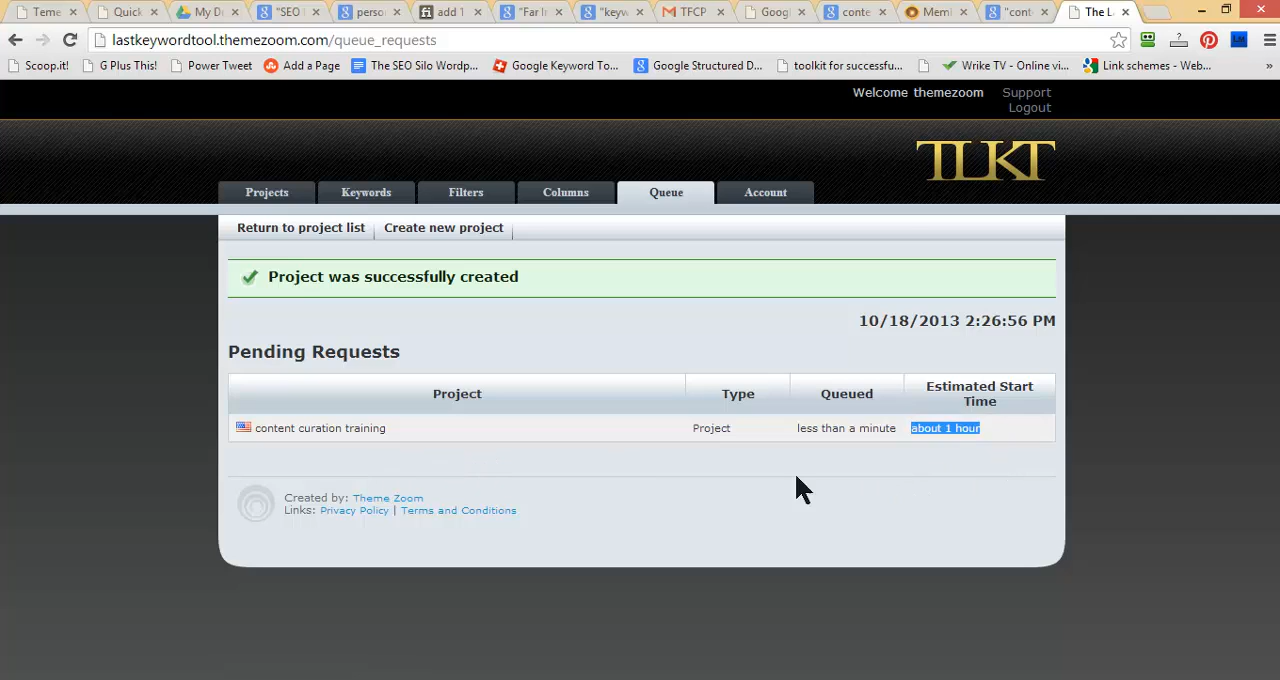 Teme Quick My D "SEO perso add 1 "Far In "keyw TFCP Googl conte Memb "cont The L
lastkeywordtool.themezoom.com/queue_requests
Scoop.it! G Plus This! Power Tweet Add a Page The SEO Silo Wordp... Google Keyword To... Google Structured D... toolkit for successfu... Wrike TV - Online vi... Link schemes - Web... »
Welcome themezoom Support
Logout
TLKT
Projects Keywords Filters Columns Queue Account
Return to project list Create new project
Project was successfully created
10/18/2013 2:26:56 PM
Pending Requests
Project Type Queued Estimated Start Time
content curation training Project less than a minute about 1 hour
Created by: Theme Zoom
Links: Privacy Policy | Terms and Conditions